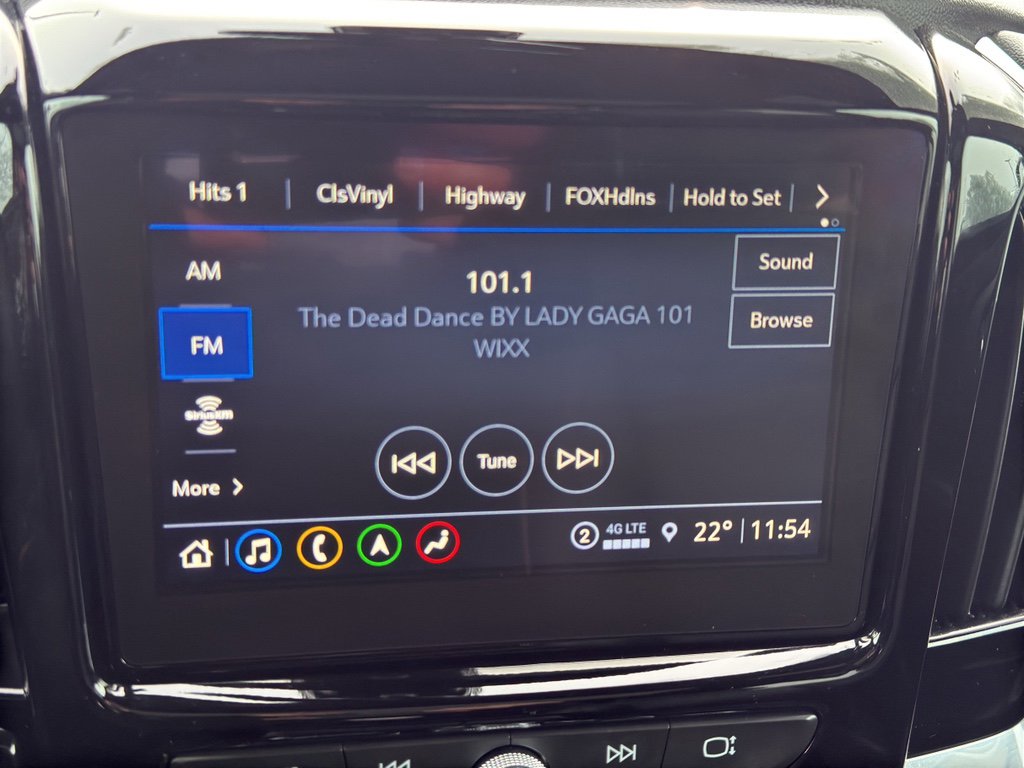 Hits 1 | ClsVinyl | Highway | FOXHdlns | Hold to Set |
AM
101.1
Sound
The Dead Dance BY LADY GAGA 101
WIXX
Browse
FM
SiriusXM
Tune
More
2 4G LTE 22° | 11:54